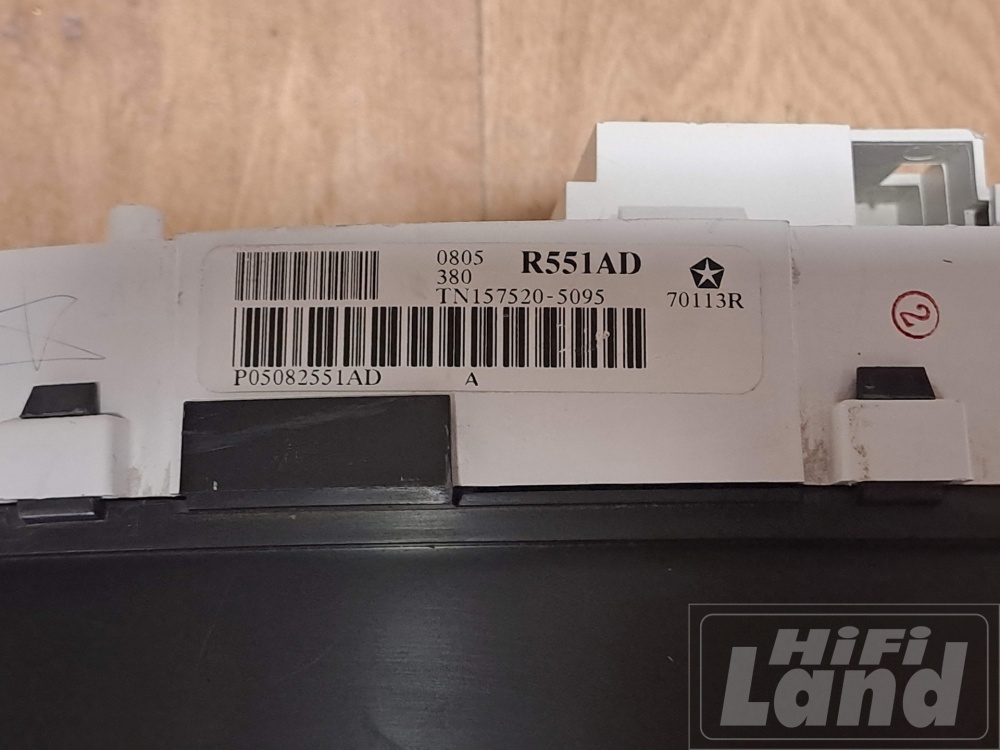 0805 R551AD
380
TN157520-5095 70113R
P05082551AD A
2
HiFi
Land